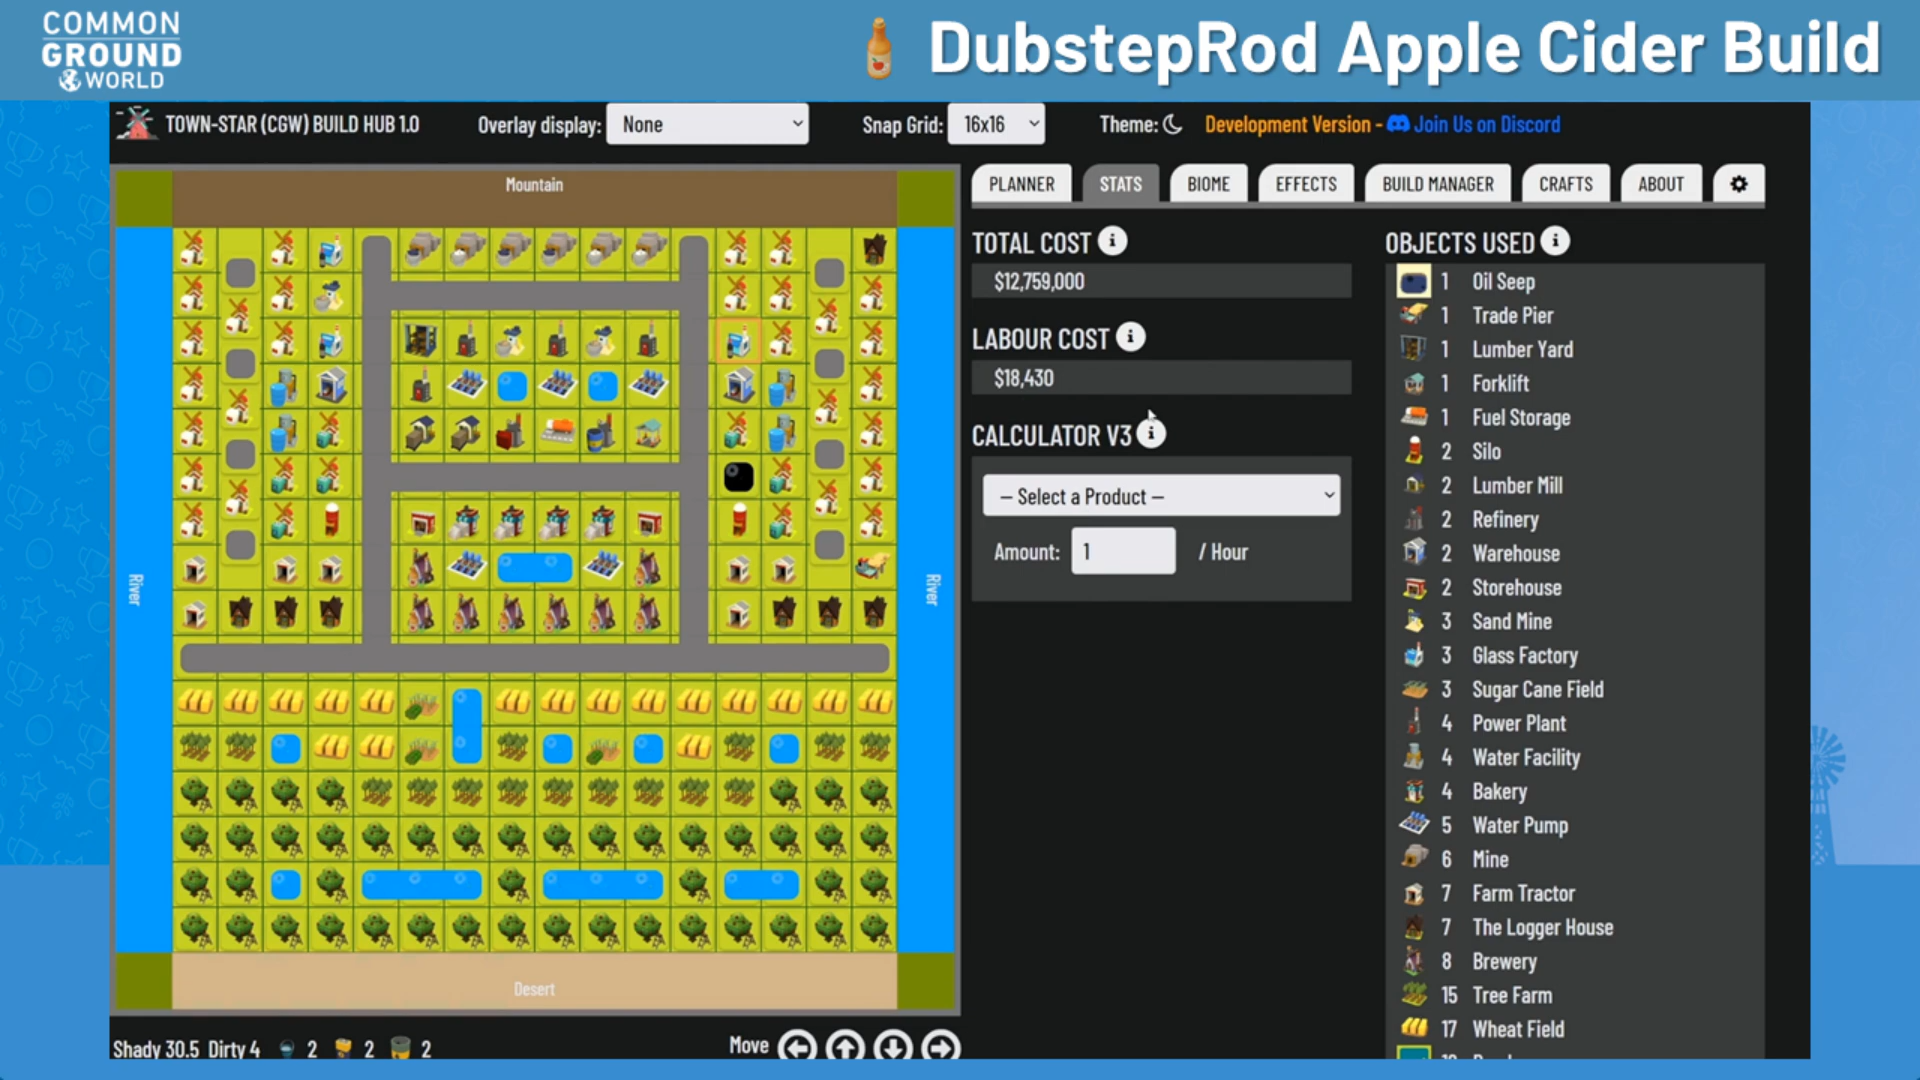 COMMON
GROUND
WORLD
DubstepRod Apple Cider Build
TOWN-STAR (CGW) BUILD HUB 1.0
Overlay display: None
Snap Grid: 16x16
Theme:
Development Version - Join Us on Discord
PLANNER
STATS
BIOME
EFFECTS
BUILD MANAGER
CRAFTS
ABOUT
Mountain
River
River
Desert
TOTAL COST
$12,759,000
LABOUR COST
$18,430
CALCULATOR V3
– Select a Product –
Amount: 1 / Hour
OBJECTS USED
1 Oil Seep
1 Trade Pier
1 Lumber Yard
1 Forklift
1 Fuel Storage
2 Silo
2 Lumber Mill
2 Refinery
2 Warehouse
2 Storehouse
3 Sand Mine
3 Glass Factory
3 Sugar Cane Field
4 Power Plant
4 Water Facility
4 Bakery
5 Water Pump
6 Mine
7 Farm Tractor
7 The Logger House
8 Brewery
15 Tree Farm
17 Wheat Field
Shady 30.5 Dirty 4 2 2 2
Move